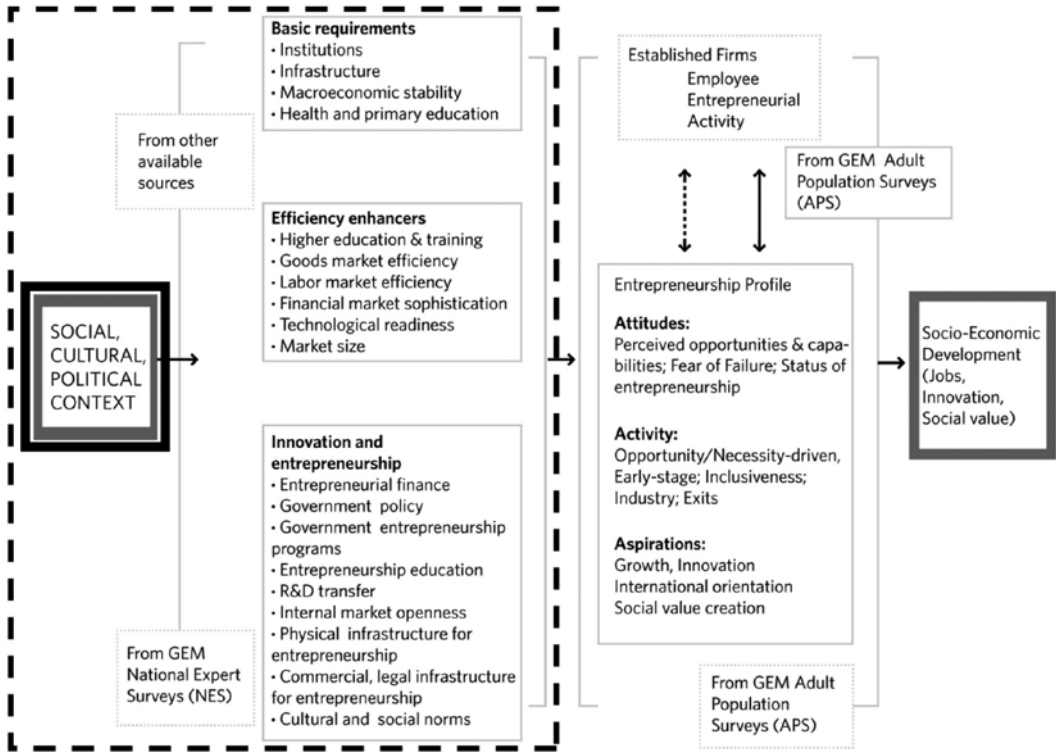 SOCIAL,
CULTURAL,
POLITICAL
CONTEXT
From other
available
sources
From GEM
National Expert
Surveys (NES)
Basic requirements
• Institutions
• Infrastructure
• Macroeconomic stability
• Health and primary education
Efficiency enhancers
• Higher education & training
• Goods market efficiency
• Labor market efficiency
• Financial market sophistication
• Technological readiness
• Market size
Innovation and
entrepreneurship
• Entrepreneurial finance
• Government policy
• Government entrepreneurship
programs
• Entrepreneurship education
• R&D transfer
• Internal market openness
• Physical infrastructure for
entrepreneurship
• Commercial, legal infrastructure
for entrepreneurship
• Cultural and social norms
Established Firms
Employee
Entrepreneurial
Activity
From GEM Adult
Population Surveys
(APS)
Entrepreneurship Profile
Attitudes:
Perceived opportunities & capa-
bilities; Fear of Failure; Status of
entrepreneurship
Activity:
Opportunity/Necessity-driven,
Early-stage; Inclusiveness;
Industry; Exits
Aspirations:
Growth, Innovation
International orientation
Social value creation
From GEM Adult
Population
Surveys (APS)
Socio-Economic
Development
(Jobs,
Innovation,
Social value)